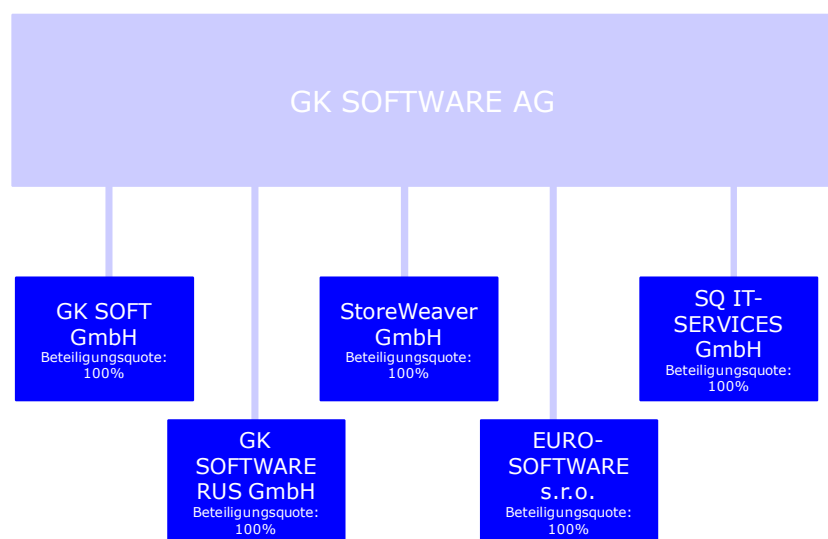 GK SOFTWARE AG
GK SOFT
GmbH
Beteiligungsquote:
100%
StoreWeaver
GmbH
Beteiligungsquote:
100%
SQ IT-
SERVICES
GmbH
Beteiligungsquote:
100%
GK
SOFTWARE
RUS GmbH
Beteiligungsquote:
100%
EURO-
SOFTWARE
s.r.o.
Beteiligungsquote:
100%